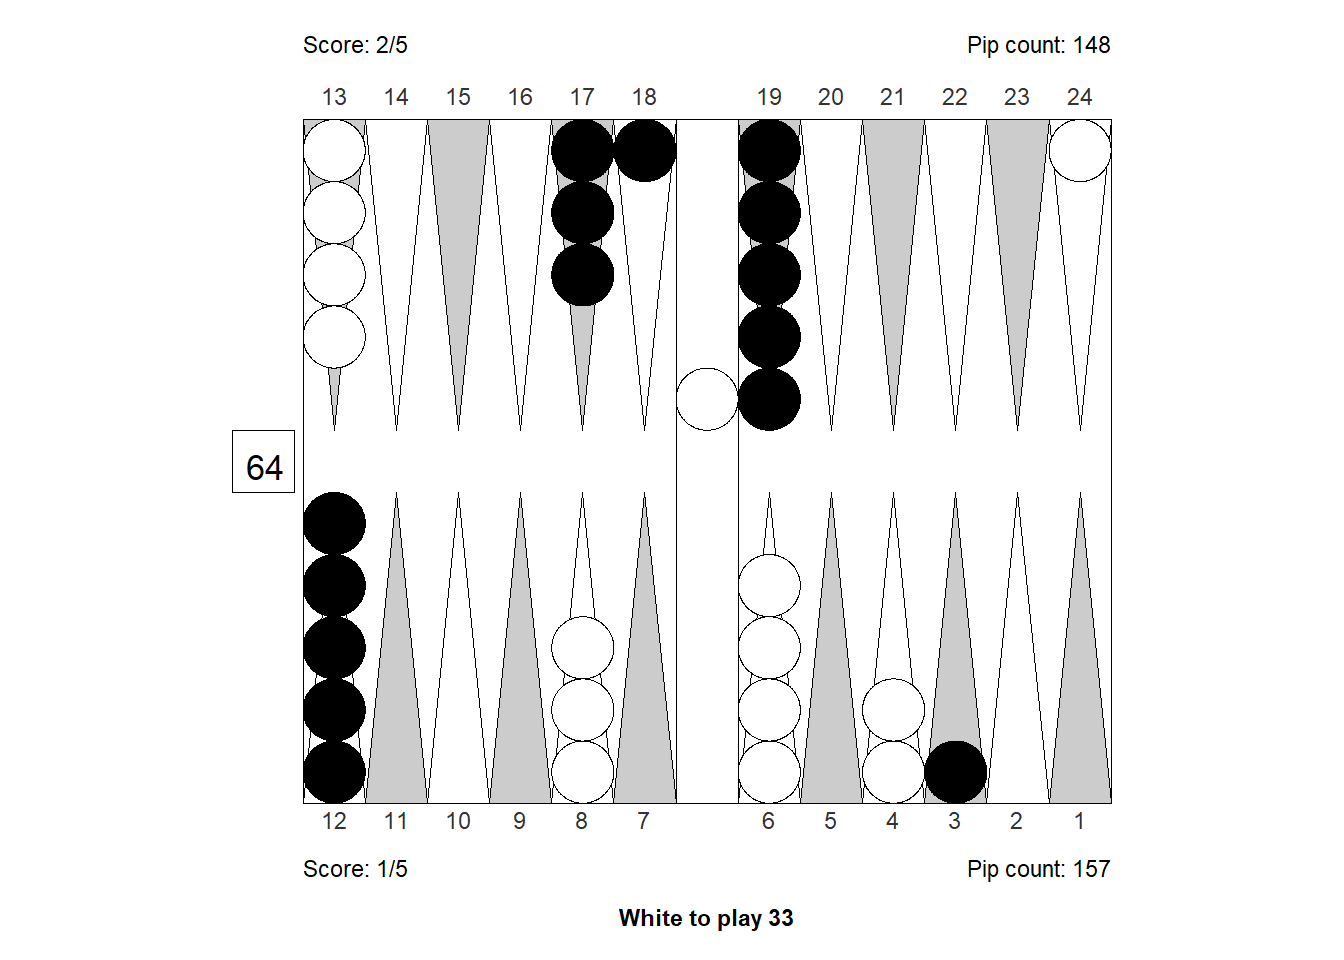 Score: 2/5 Pip count: 148
13 14 15 16 17 18 19 20 21 22 23 24
64
12 11 10 9 8 7 6 5 4 3 2 1
Score: 1/5 Pip count: 157
White to play 33